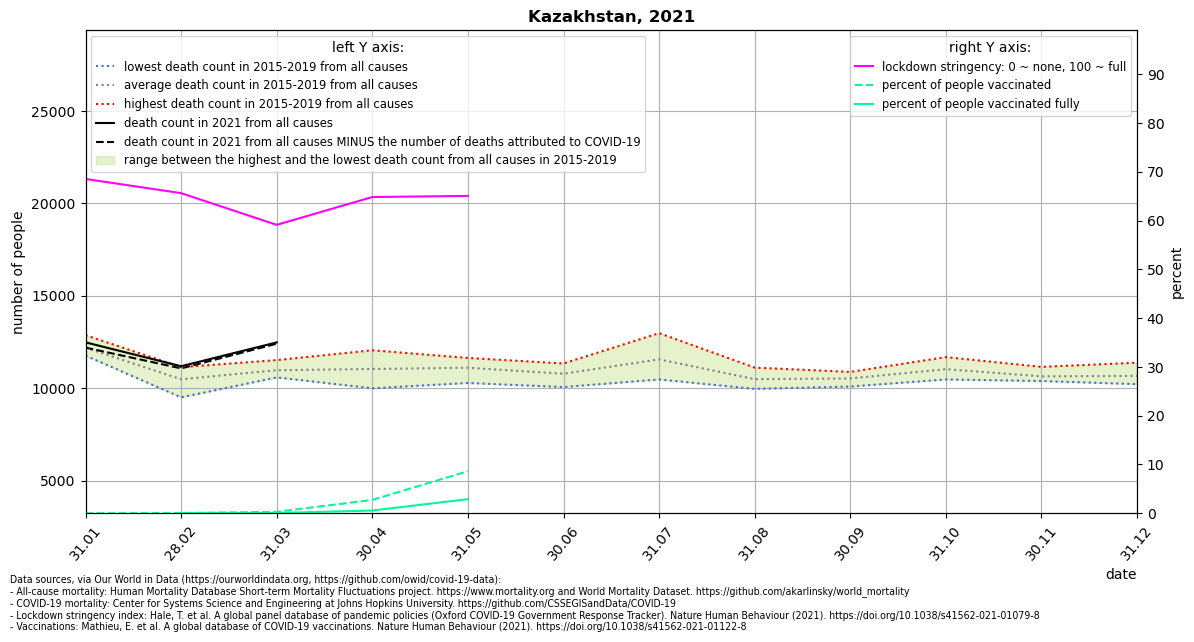 Kazakhstan, 2021
left Y axis:
lowest death count in 2015-2019 from all causes
average death count in 2015-2019 from all causes
highest death count in 2015-2019 from all causes
death count in 2021 from all causes
death count in 2021 from all causes MINUS the number of deaths attributed to COVID-19
range between the highest and the lowest death count from all causes in 2015-2019
right Y axis:
lockdown stringency: 0 ~ none, 100 ~ full
percent of people vaccinated
percent of people vaccinated fully
number of people
25000
20000
15000
10000
5000
percent
90
80
70
60
50
40
30
20
10
0
31.01
28.02
31.03
30.04
31.05
30.06
31.07
31.08
30.09
31.10
30.11
31.12
date
Data sources, via Our World in Data (https://ourworldindata.org, https://github.com/owid/covid-19-data):
- All-cause mortality: Human Mortality Database Short-term Mortality Fluctuations project. https://www.mortality.org and World Mortality Dataset. https://github.com/akarlinsky/world_mortality
- COVID-19 mortality: Center for Systems Science and Engineering at Johns Hopkins University. https://github.com/CSSEGISandData/COVID-19
- Lockdown stringency index: Hale, T. et al. A global panel database of pandemic policies (Oxford COVID-19 Government Response Tracker). Nature Human Behaviour (2021). https://doi.org/10.1038/s41562-021-01079-8
- Vaccinations: Mathieu, E. et al. A global database of COVID-19 vaccinations. Nature Human Behaviour (2021). https://doi.org/10.1038/s41562-021-01122-8